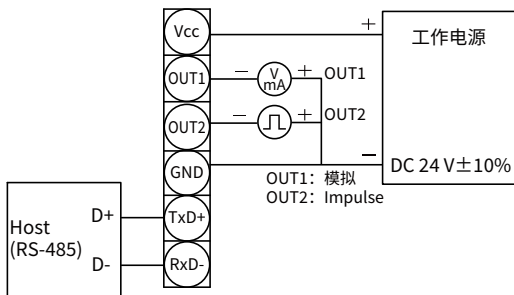 Vcc
+
工作电源
OUT1
−
V
mA
+
OUT1
OUT2
−
+
OUT2
GND
−
DC 24 V±10%
OUT1：模拟
OUT2：Impulse
Host
(RS-485)
D+
TxD+
D-
RxD-